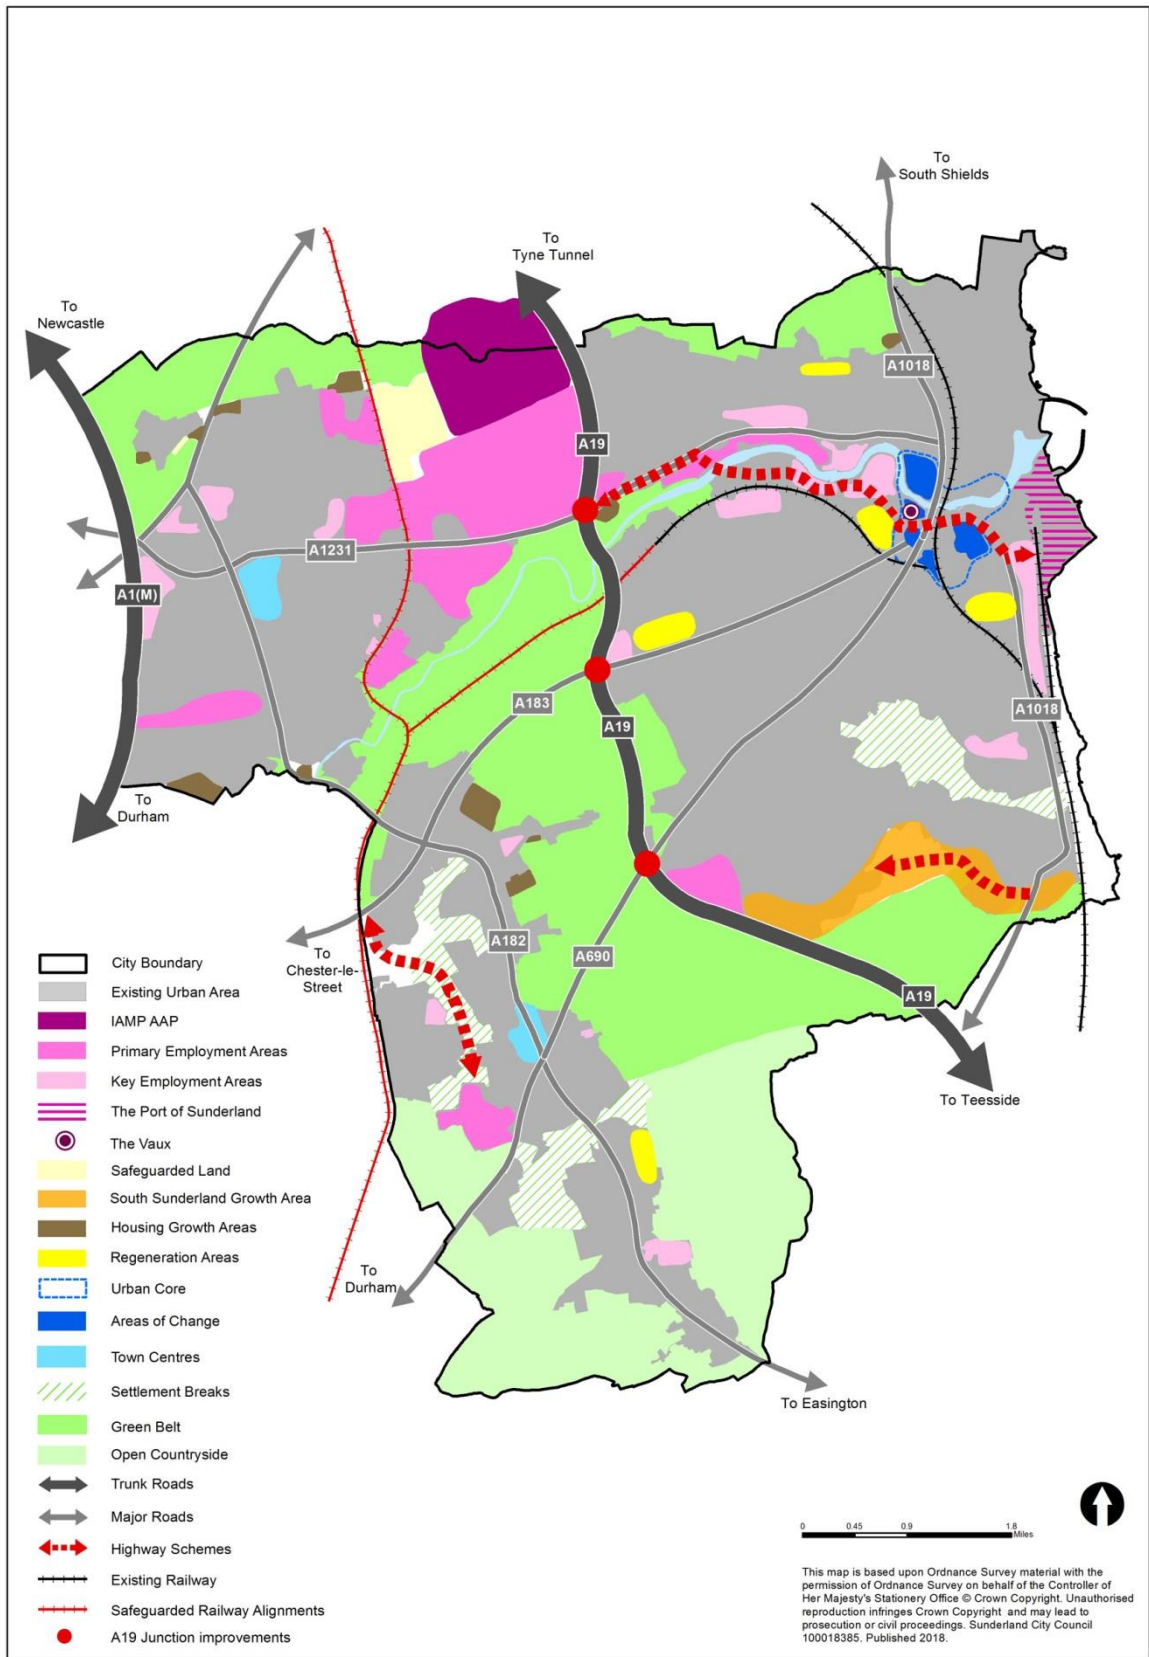 To
South Shields
To
Tyne Tunnel
To
Newcastle
A1018
A19
A1231
A1(M)
A183
A19
A1018
To
Durham
A182
A690
To
Chester-le-
Street
A19
To Teesside
To
Durham
To Easington
City Boundary
Existing Urban Area
IAMP AAP
Primary Employment Areas
Key Employment Areas
The Port of Sunderland
The Vaux
Safeguarded Land
South Sunderland Growth Area
Housing Growth Areas
Regeneration Areas
Urban Core
Areas of Change
Town Centres
Settlement Breaks
Green Belt
Open Countryside
Trunk Roads
Major Roads
Highway Schemes
Existing Railway
Safeguarded Railway Alignments
A19 Junction improvements
0 0.45 0.9 1.8
Miles
This map is based upon Ordnance Survey material with the
permission of Ordnance Survey on behalf of the Controller of
Her Majesty's Stationery Office © Crown Copyright. Unauthorised
reproduction infringes Crown Copyright and may lead to
prosecution or civil proceedings. Sunderland City Council
100018385. Published 2018.